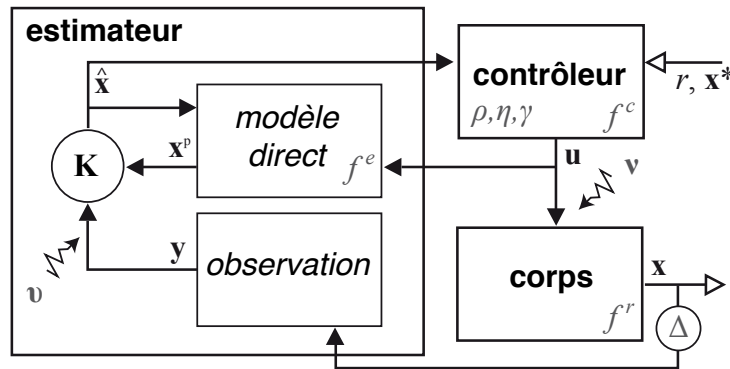 estimateur
x̂
contrôleur
r, x*
ρ,η,γ
f^c
modèle
direct
x^p
f^e
K
u
ν
y
observation
υ
corps
x
f^r
Δ